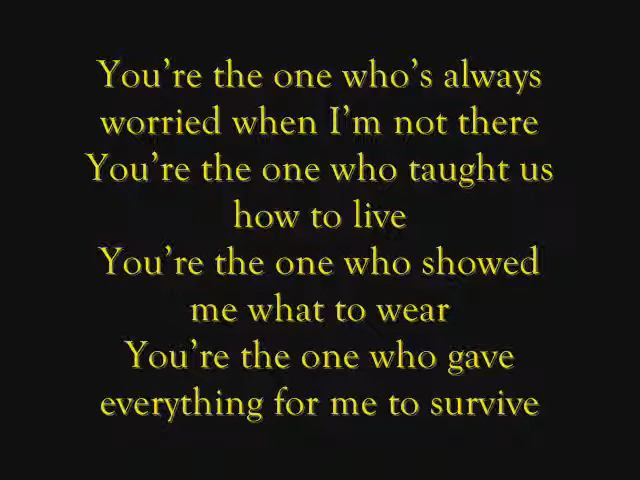 You're the one who's always
worried when I'm not there
You're the one who taught us
how to live
You're the one who showed
me what to wear
You're the one who gave
everything for me to survive